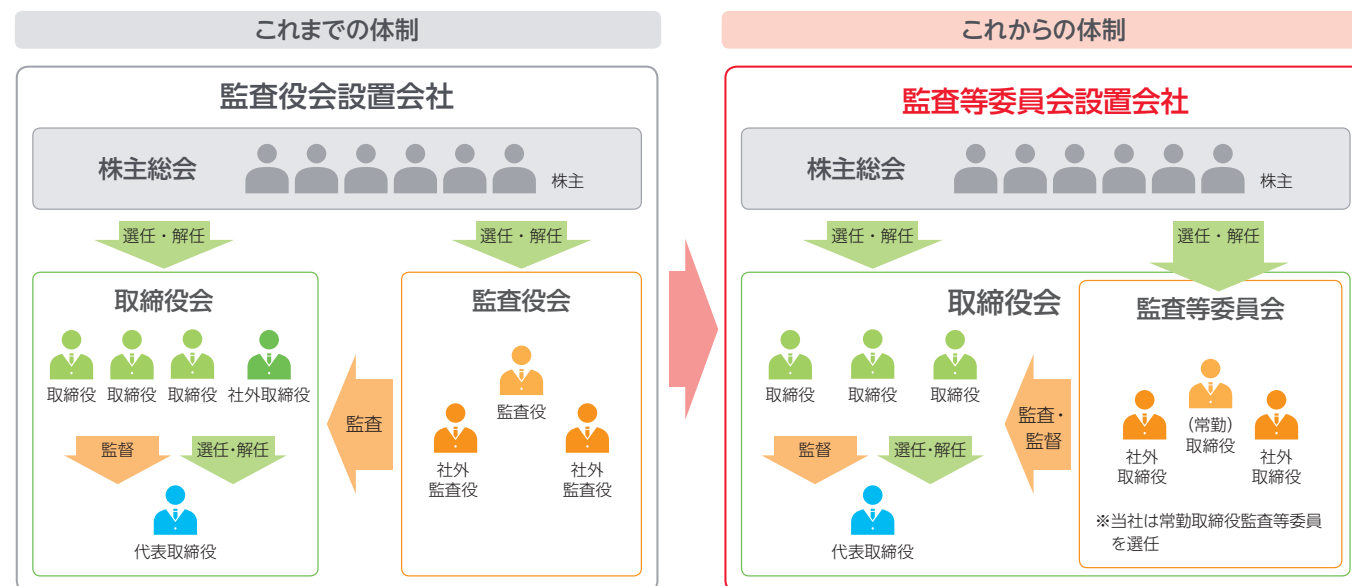 これまでの体制
監査役会設置会社
株主総会
株主
選任・解任
選任・解任
取締役会
取締役
取締役
取締役
社外取締役
監督
選任・解任
代表取締役
監査
監査役会
監査役
社外
監査役
社外
監査役
これからの体制
監査等委員会設置会社
株主総会
株主
選任・解任
選任・解任
取締役会
取締役
取締役
取締役
監督
選任・解任
代表取締役
監査・
監督
監査等委員会
(常勤)
取締役
社外
取締役
社外
取締役
※当社は常勤取締役監査等委員
を選任